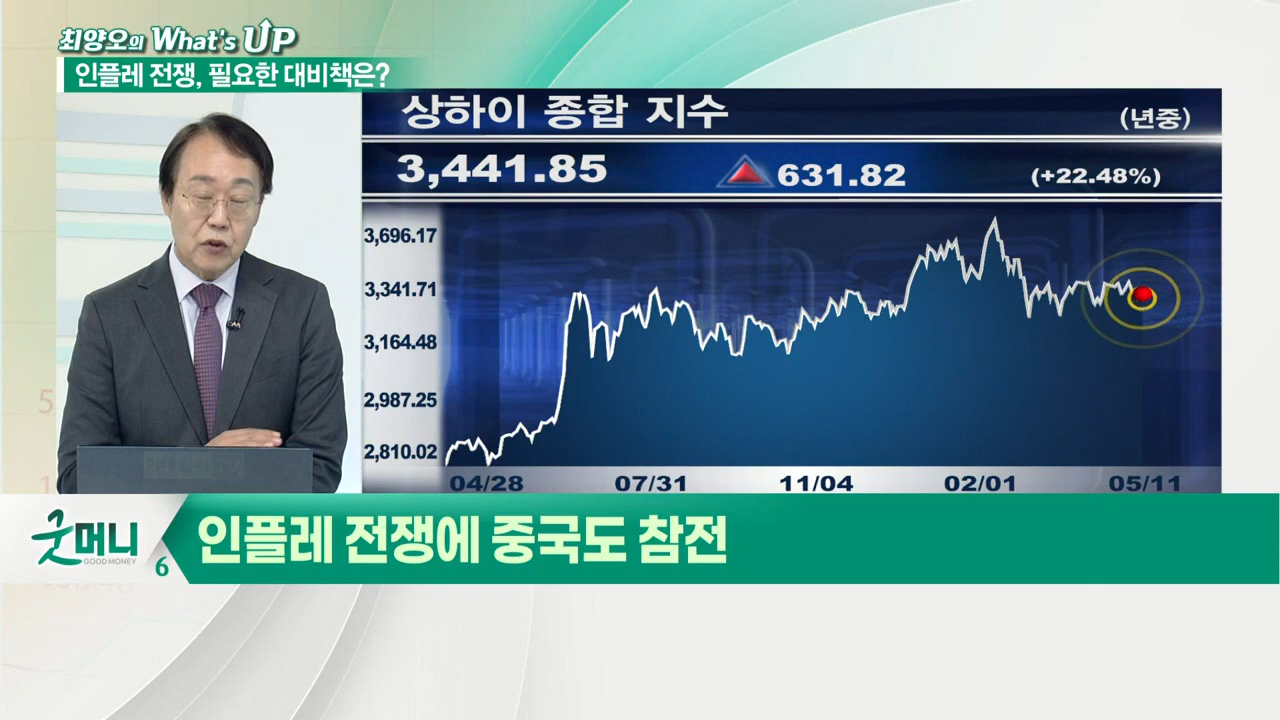 최양오의 What's UP
인플레 전쟁, 필요한 대비책은?
상하이 종합 지수 (년중)
3,441.85 631.82 (+22.48%)
3,696.17
3,341.71
3,164.48
2,987.25
2,810.02
04/28 07/31 11/04 02/01 05/11
굿머니
GOOD MONEY
6
인플레 전쟁에 중국도 참전